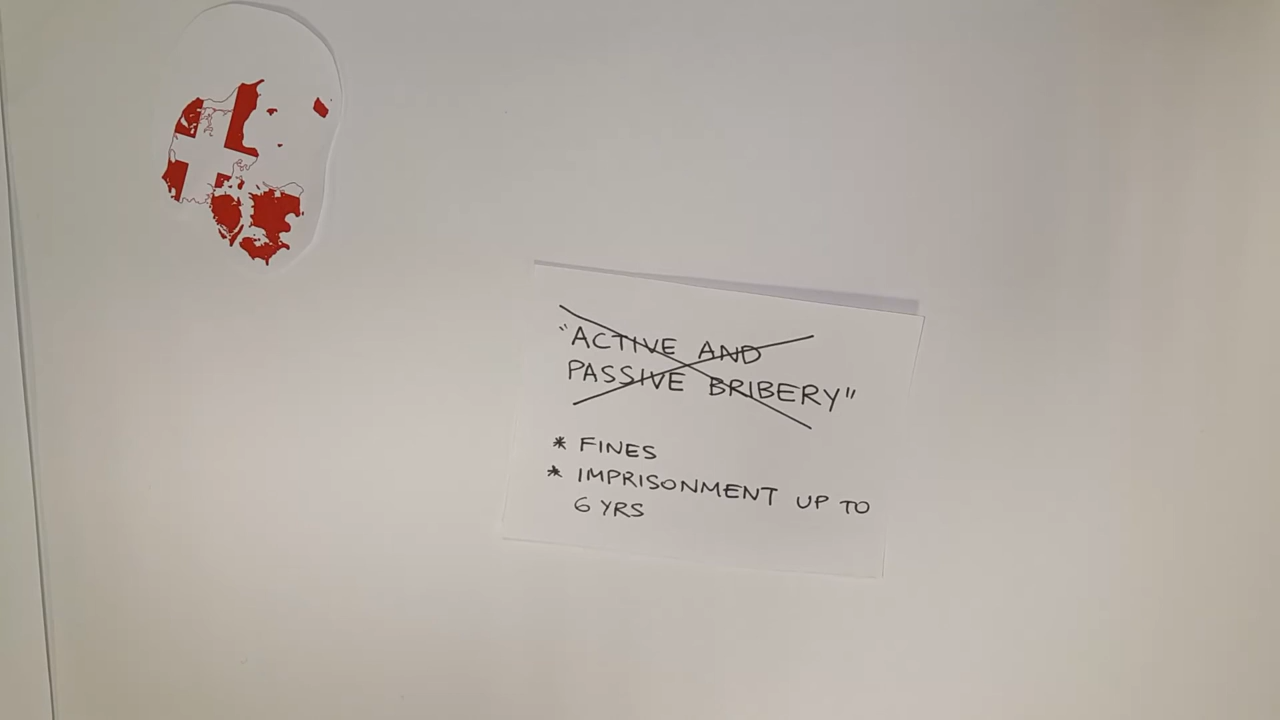 "ACTIVE AND
PASSIVE BRIBERY"
* FINES
* IMPRISONMENT UP TO
6 YRS